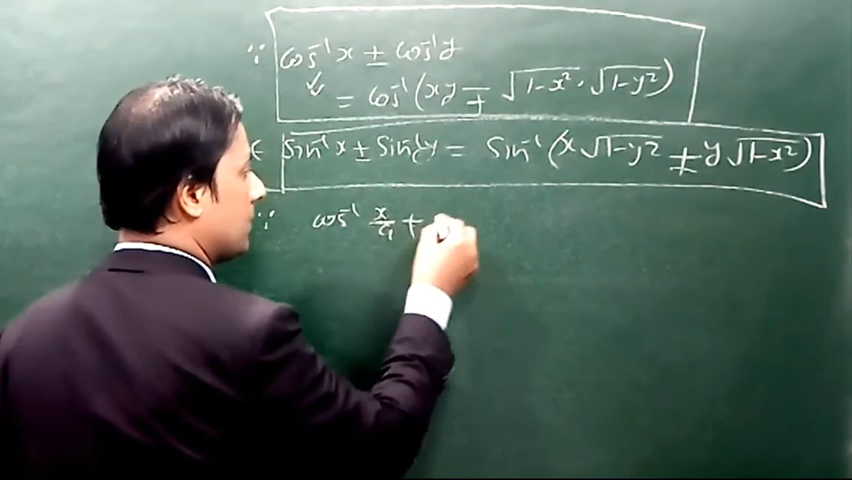 ∵ cos⁻¹x ± cos⁻¹y
= cos⁻¹(xy ∓ √1-x² · √1-y²)
Sin⁻¹x ± Sin⁻¹y = Sin⁻¹(x√1-y² ± y√1-x²)
∵ cos⁻¹ x/a +